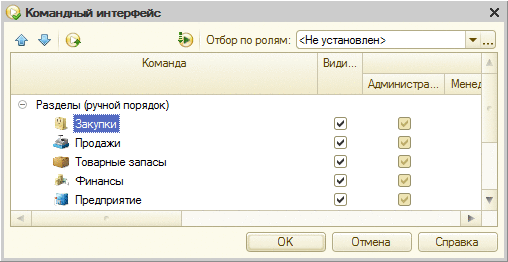 Командный интерфейс
Отбор по ролям: <Не установлен>
Команда Види...
Администра... Менед
Разделы (ручной порядок)
Закупки
Продажи
Товарные запасы
Финансы
Предприятие
OK Отмена Справка